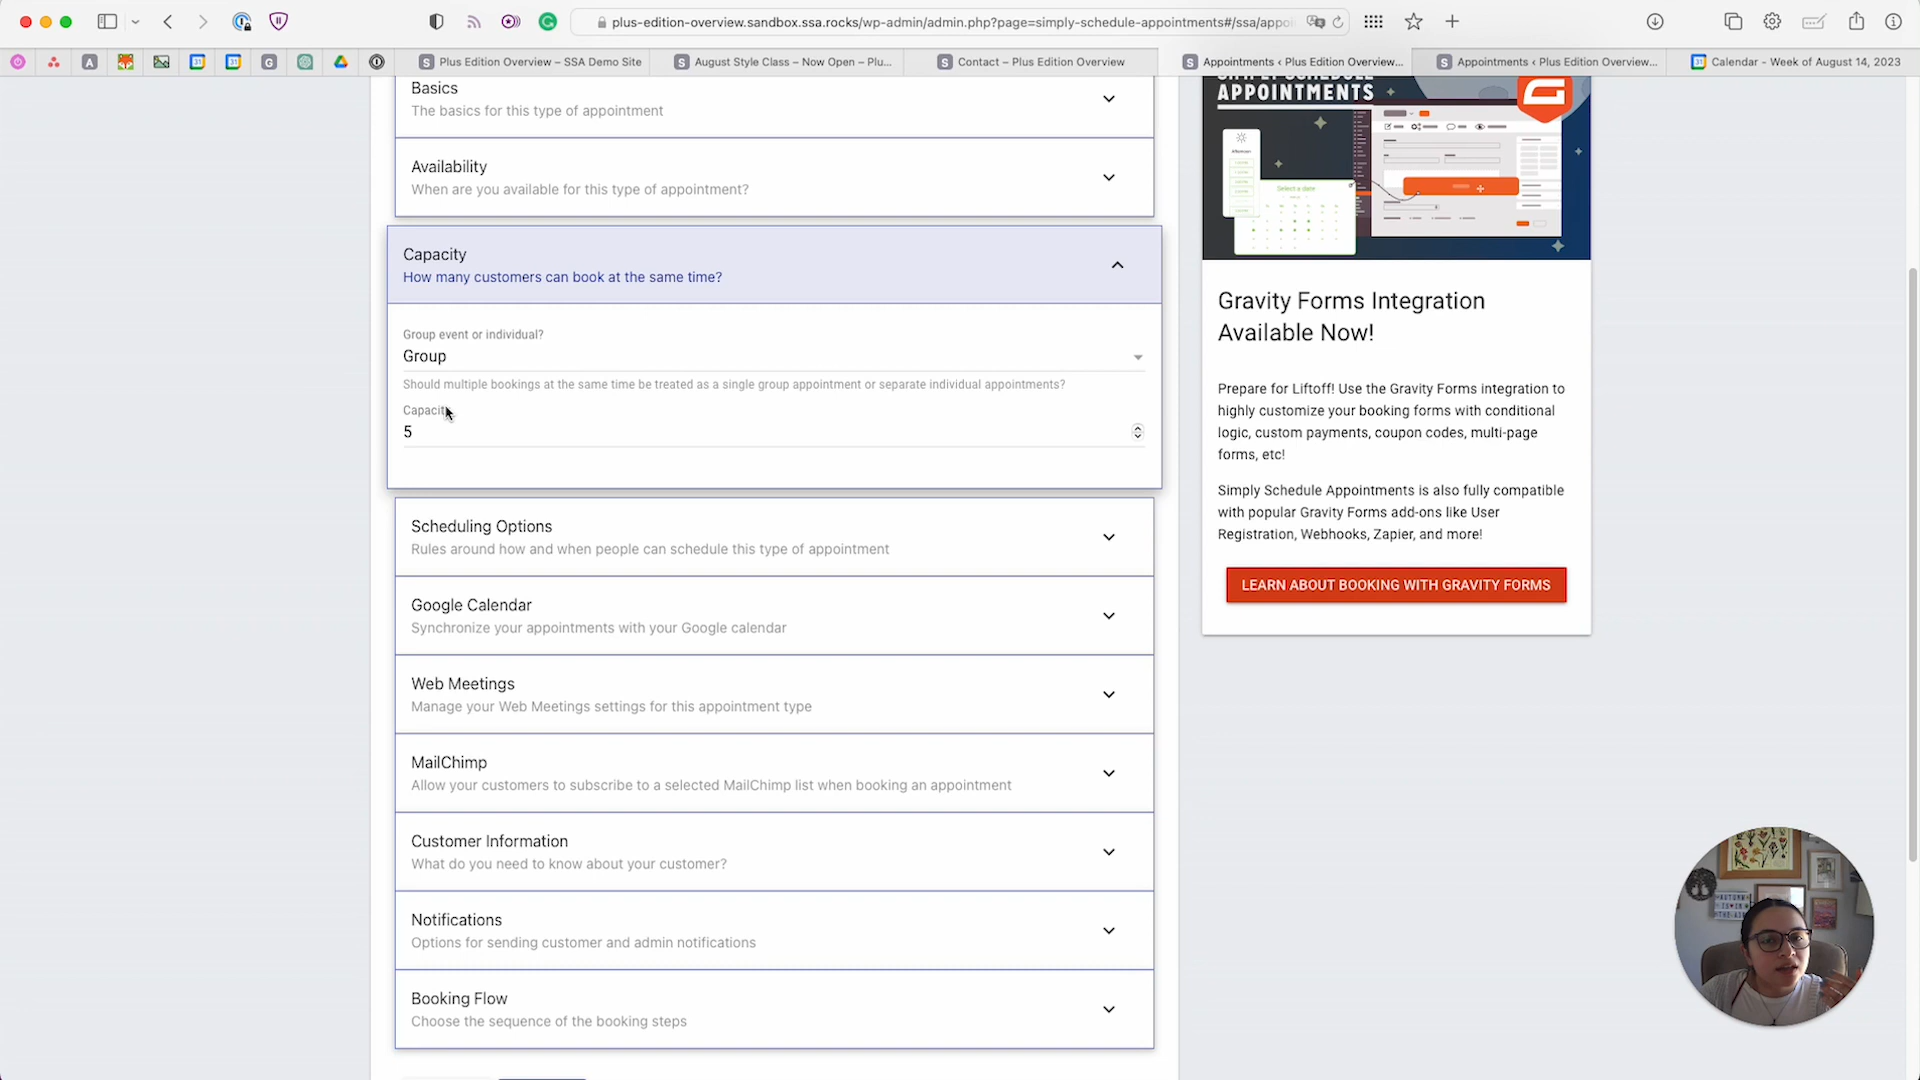 plus-edition-overview.sandbox.ssa.rocks/wp-admin/admin.php?page=simply-schedule-appointments#/ssa/appoi
Plus Edition Overview – SSA Demo Site
August Style Class – Now Open – Plu...
Contact – Plus Edition Overview
Appointments ‹ Plus Edition Overview...
Appointments ‹ Plus Edition Overview...
Calendar - Week of August 14, 2023
Basics
The basics for this type of appointment
Availability
When are you available for this type of appointment?
Capacity
How many customers can book at the same time?
Group event or individual?
Group
Should multiple bookings at the same time be treated as a single group appointment or separate individual appointments?
Capacity
5
Scheduling Options
Rules around how and when people can schedule this type of appointment
Google Calendar
Synchronize your appointments with your Google calendar
Web Meetings
Manage your Web Meetings settings for this appointment type
MailChimp
Allow your customers to subscribe to a selected MailChimp list when booking an appointment
Customer Information
What do you need to know about your customer?
Notifications
Options for sending customer and admin notifications
Booking Flow
Choose the sequence of the booking steps
SIMPLY SCHEDULE
APPOINTMENTS
Afternoon
Select a date
Gravity Forms Integration
Available Now!
Prepare for Liftoff! Use the Gravity Forms integration to
highly customize your booking forms with conditional
logic, custom payments, coupon codes, multi-page
forms, etc!
Simply Schedule Appointments is also fully compatible
with popular Gravity Forms add-ons like User
Registration, Webhooks, Zapier, and more!
LEARN ABOUT BOOKING WITH GRAVITY FORMS